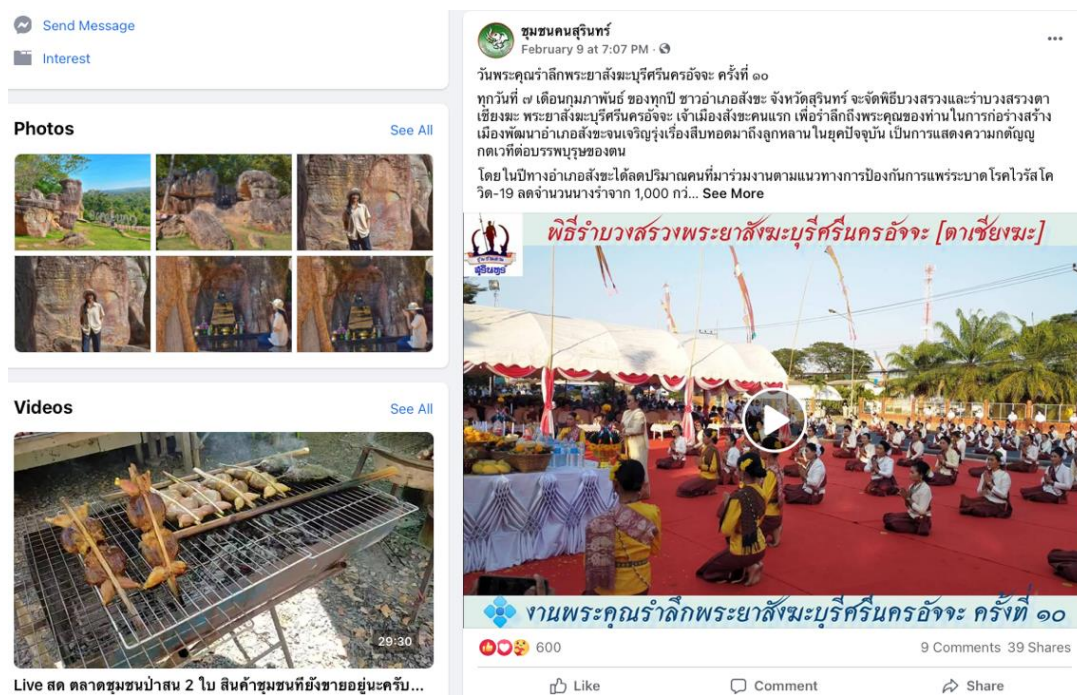 Send Message
Interest
Photos
See All
Videos
See All
29:30
Live สด ตลาดชุมชนป่าสน 2 ใบ สินค้าชุมชนที่ยังขายอยู่นะครับ...
ชุมชนคนสุรินทร์
February 9 at 7:07 PM ·
วันพระคุณรำลึกพระยาสังฆะบุรีศรีนครอัจจะ ครั้งที่ ๑๐
ทุกวันที่ ๗ เดือนกุมภาพันธ์ ของทุกปี ชาวอำเภอสังขะ จังหวัดสุรินทร์ จะจัดพิธีบวงสรวงและรำบวงสรวงตา
เชียงฆะ พระยาสังฆะบุรีศรีนครอัจจะ เจ้าเมืองสังขะคนแรก เพื่อรำลึกถึงพระคุณของท่านในการก่อร่างสร้าง
เมืองพัฒนาอำเภอสังขะจนเจริญรุ่งเรื่องสืบทอดมาถึงลูกหลานในยุคปัจจุบัน เป็นการแสดงความกตัญญู
กตเวทีต่อบรรพบุรุษของตน
โดยในปีทางอำเภอสังขะได้ลดปริมาณคนที่มาร่วมงานตามแนวทางการป้องกันการแพร่ระบาดโรคไวรัสโค
วิด-19 ลดจำนวนนางรำจาก 1,000 กว่... See More
พิธีรำบวงสรวงพระยาสังฆะบุรีศรีนครอัจจะ [ตาเชียงฆะ]
สุรินทร์
งานพระคุณรำลึกพระยาสังฆะบุรีศรีนครอัจจะ ครั้งที่ ๑๐
600
9 Comments 39 Shares
Like
Comment
Share